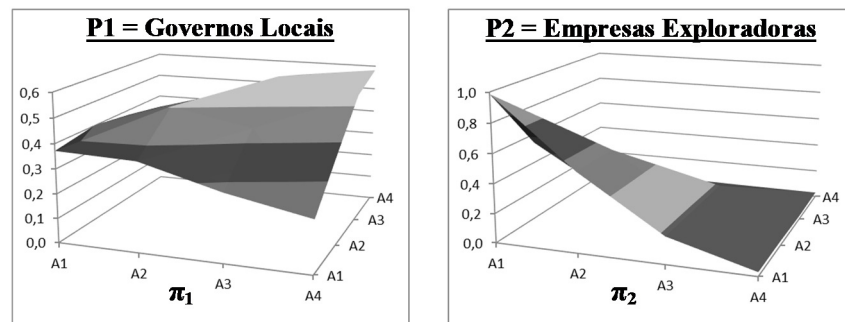 P1 = Governos Locais
0,6
0,5
0,4
0,3
0,2
0,1
0,0
A1
A2
A3
A4
A1
A2
A3
A4
π1
P2 = Empresas Exploradoras
1,0
0,8
0,6
0,4
0,2
0,0
A1
A2
A3
A4
A1
A2
A3
A4
π2